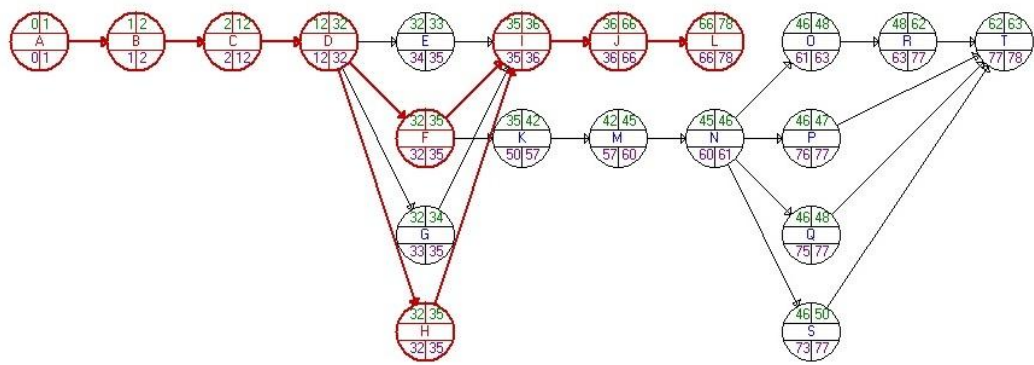 0 1
A
0 1
1 2
B
1 2
2 12
C
2 12
12 32
D
12 32
32 33
E
34 35
35 36
I
35 36
36 66
J
36 66
66 78
L
66 78
46 48
O
61 63
48 62
R
63 77
62 63
T
77 78
32 35
F
32 35
35 42
K
50 57
42 45
M
57 60
45 46
N
60 61
46 47
P
76 77
32 34
G
33 35
46 48
Q
75 77
32 35
H
32 35
46 50
S
73 77